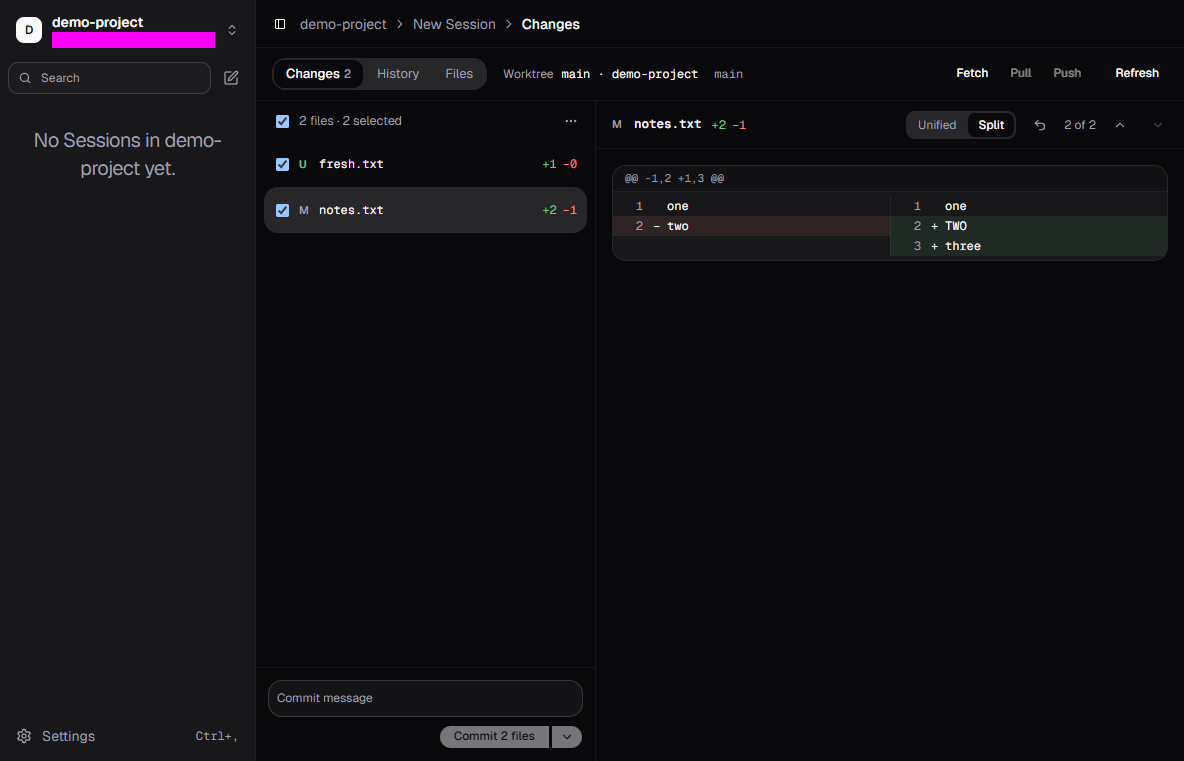 D
demo-project
Search
No Sessions in demo-
project yet.
Settings Ctrl+,
demo-project > New Session > Changes
Changes 2 History Files Worktree main · demo-project main Fetch Pull Push Refresh
2 files · 2 selected ···
U fresh.txt +1 −0
M notes.txt +2 −1
Commit message
Commit 2 files
M notes.txt +2 −1 Unified Split 2 of 2
@@ -1,2 +1,3 @@
1 one 1 one
2 − two 2 + TWO
3 + three